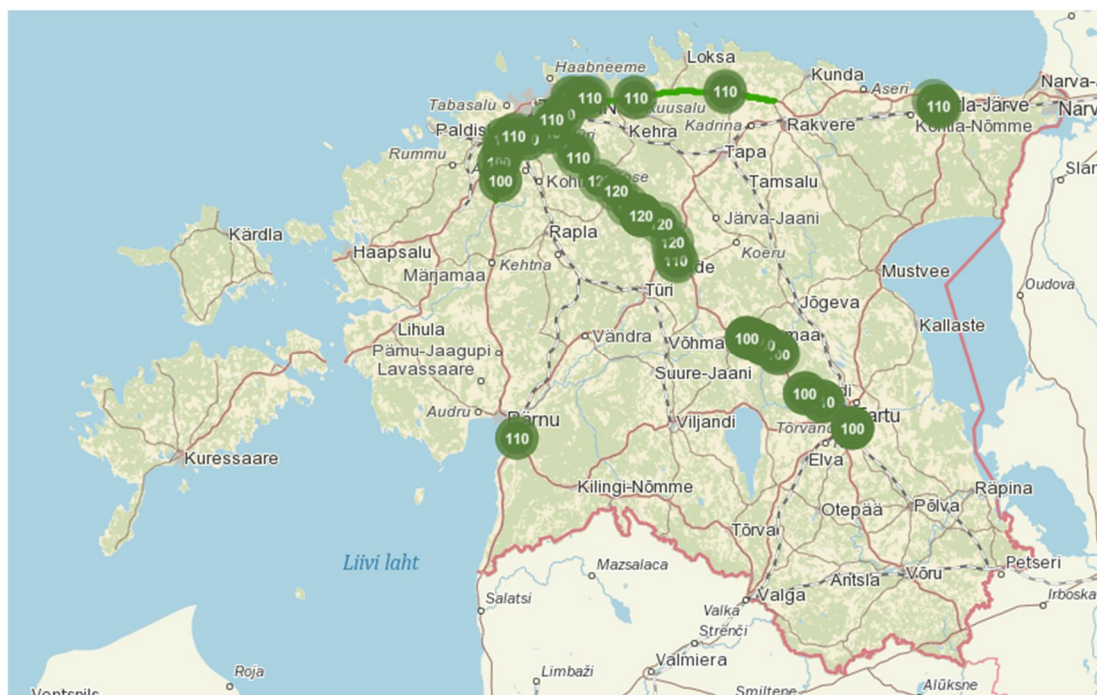 Loksa
Haabneeme
Kunda
Aseri
Narva-J
Tabasalu
110
110
110
110
Kohtla-Nõmme
Narv
Paldis
110
110
Kehra
Kadrina
Rakvere
Rummu
110
Tapa
Slan
100
120
Tamsalu
Kärdla
Haapsalu
Rapla
120
120
Järva-Jaani
Märjamaa
Kehtna
120
110
Koeru
Mustvee
Oudova
Türi
Jõgeva
Lihula
Vändra
Võhma
100
Kallaste
Pärnu-Jaagupi
Lavassaare
Suure-Jaani
100
Audru
Pärnu
100
Tartu
110
Viljandi
100
Kuressaare
Elva
Kilingi-Nõmme
Räpina
Otepää
Põlva
Tõrva
Liivi laht
Mazsalaca
Antsla
Võru
Petseri
Salatsi
Valka
Valga
Irboska
Strenči
Roja
Limbaži
Valmiera
Smiltene
Alūksne
Ventspils